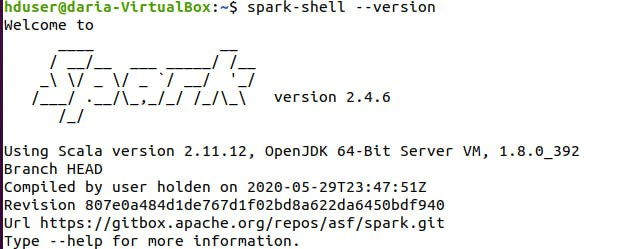 hduser@daria-VirtualBox:~$ spark-shell --version
Welcome to
      ____              __
     / __/__  ___ _____/ /__
    _\ \/ _ \/ _ `/ __/  '_/
   /___/ .__/\_,_/_/ /_/\_\   version 2.4.6
      /_/
Using Scala version 2.11.12, OpenJDK 64-Bit Server VM, 1.8.0_392
Branch HEAD
Compiled by user holden on 2020-05-29T23:47:51Z
Revision 807e0a484d1de767d1f02bd8a622da6450bdf940
Url https://gitbox.apache.org/repos/asf/spark.git
Type --help for more information.